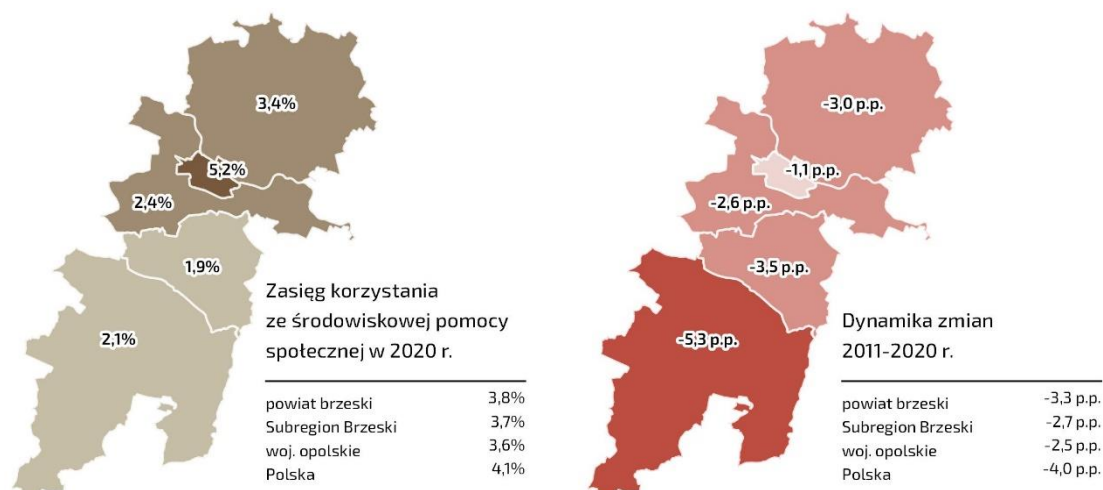 3,4%
5,2%
2,4%
1,9%
2,1%
Zasięg korzystania
ze środowiskowej pomocy
społecznej w 2020 r.
powiat brzeski 3,8%
Subregion Brzeski 3,7%
woj. opolskie 3,6%
Polska 4,1%
-3,0 p.p.
-1,1 p.p.
-2,6 p.p.
-3,5 p.p.
-5,3 p.p.
Dynamika zmian
2011-2020 r.
powiat brzeski -3.3 p.p.
Subregion Brzeski -2,7 p.p.
woj. opolskie -2,5 p.p.
Polska -4,0 p.p.